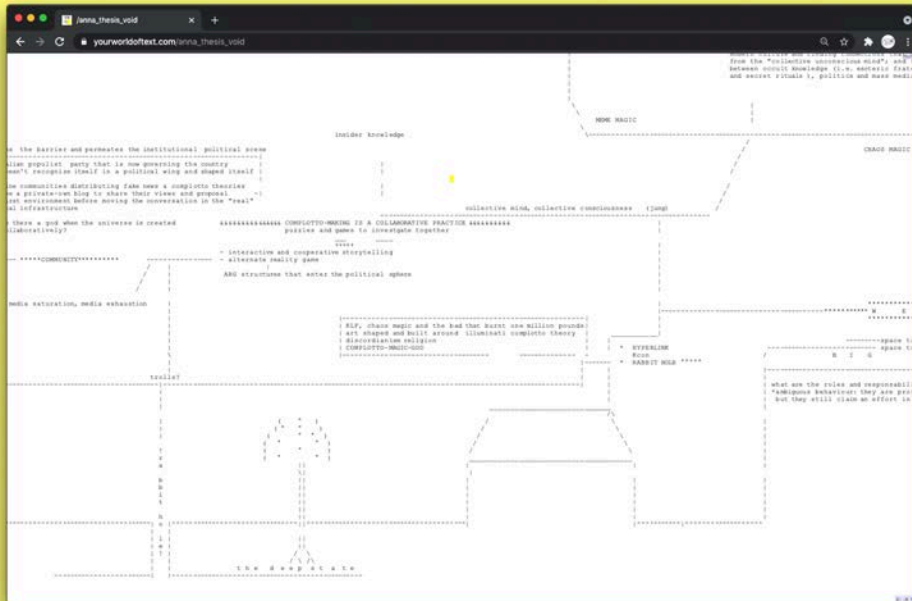 /anna_thesis_void
yourworldoftext.com/anna_thesis_void
from the "collective unconscious mind"; and
between occult knowledge (i.e. esoteric
and secret rituals ), politics and mass
MEME MAGIC
insider knowledge
CHAOS MAGIC
the barrier and permeates the institutional political scene
populist party that is now governing the country
recognize itself in a political wing and shaped itself
communities distributing fake news & complotto theories
a private-own blog to share their views and proposal
environment before moving the conversation in the "real"
infrastructure
collective mind, collective consciousness (jung)
there a god when the universe is created
&&&&&&&&&&&&&&& COMPLOTTO-MAKING IS A COLLABORATIVE PRACTICE &&&&&&&&&&
puzzles and games to investigate together
- interactive and cooperative storytelling
- alternate reality game
*****COMMUNITY**********
ARG structures that enter the political sphere
media saturation, media exhaustion
W E
KLF, chaos magic and the bad that burnt one million pounds
art shaped and built around illuminati complotto theory
discordianism religion
COMPLOTTO-MAGIC-GOD
* HYPERLINK
* RABBIT HOLE *****
space
space
R I G
trolls?
what are the roles and
*ambiguous behaviour: they are
but they still claim an effort in
the deep state